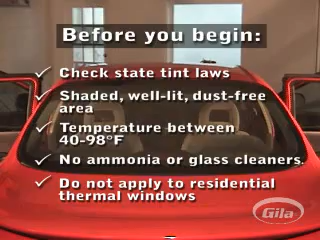 Before you begin:
Check state tint laws
Shaded, well-lit, dust-free
area
Temperature between
40-98°F
No ammonia or glass cleaners.
Do not apply to residential
thermal windows
Gila